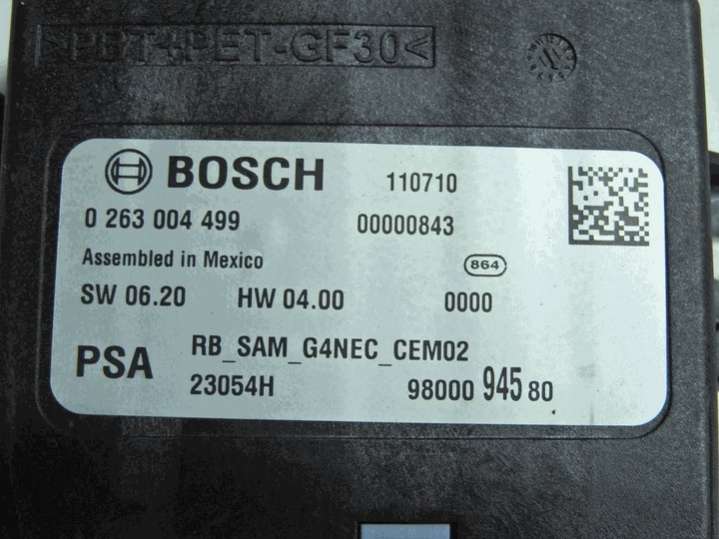 >PBT+PET-GF30<
BOSCH 110710
0 263 004 499 00000843
Assembled in Mexico 864
SW 06.20 HW 04.00 0000
PSA RB_SAM_G4NEC_CEM02
23054H 98000 945 80